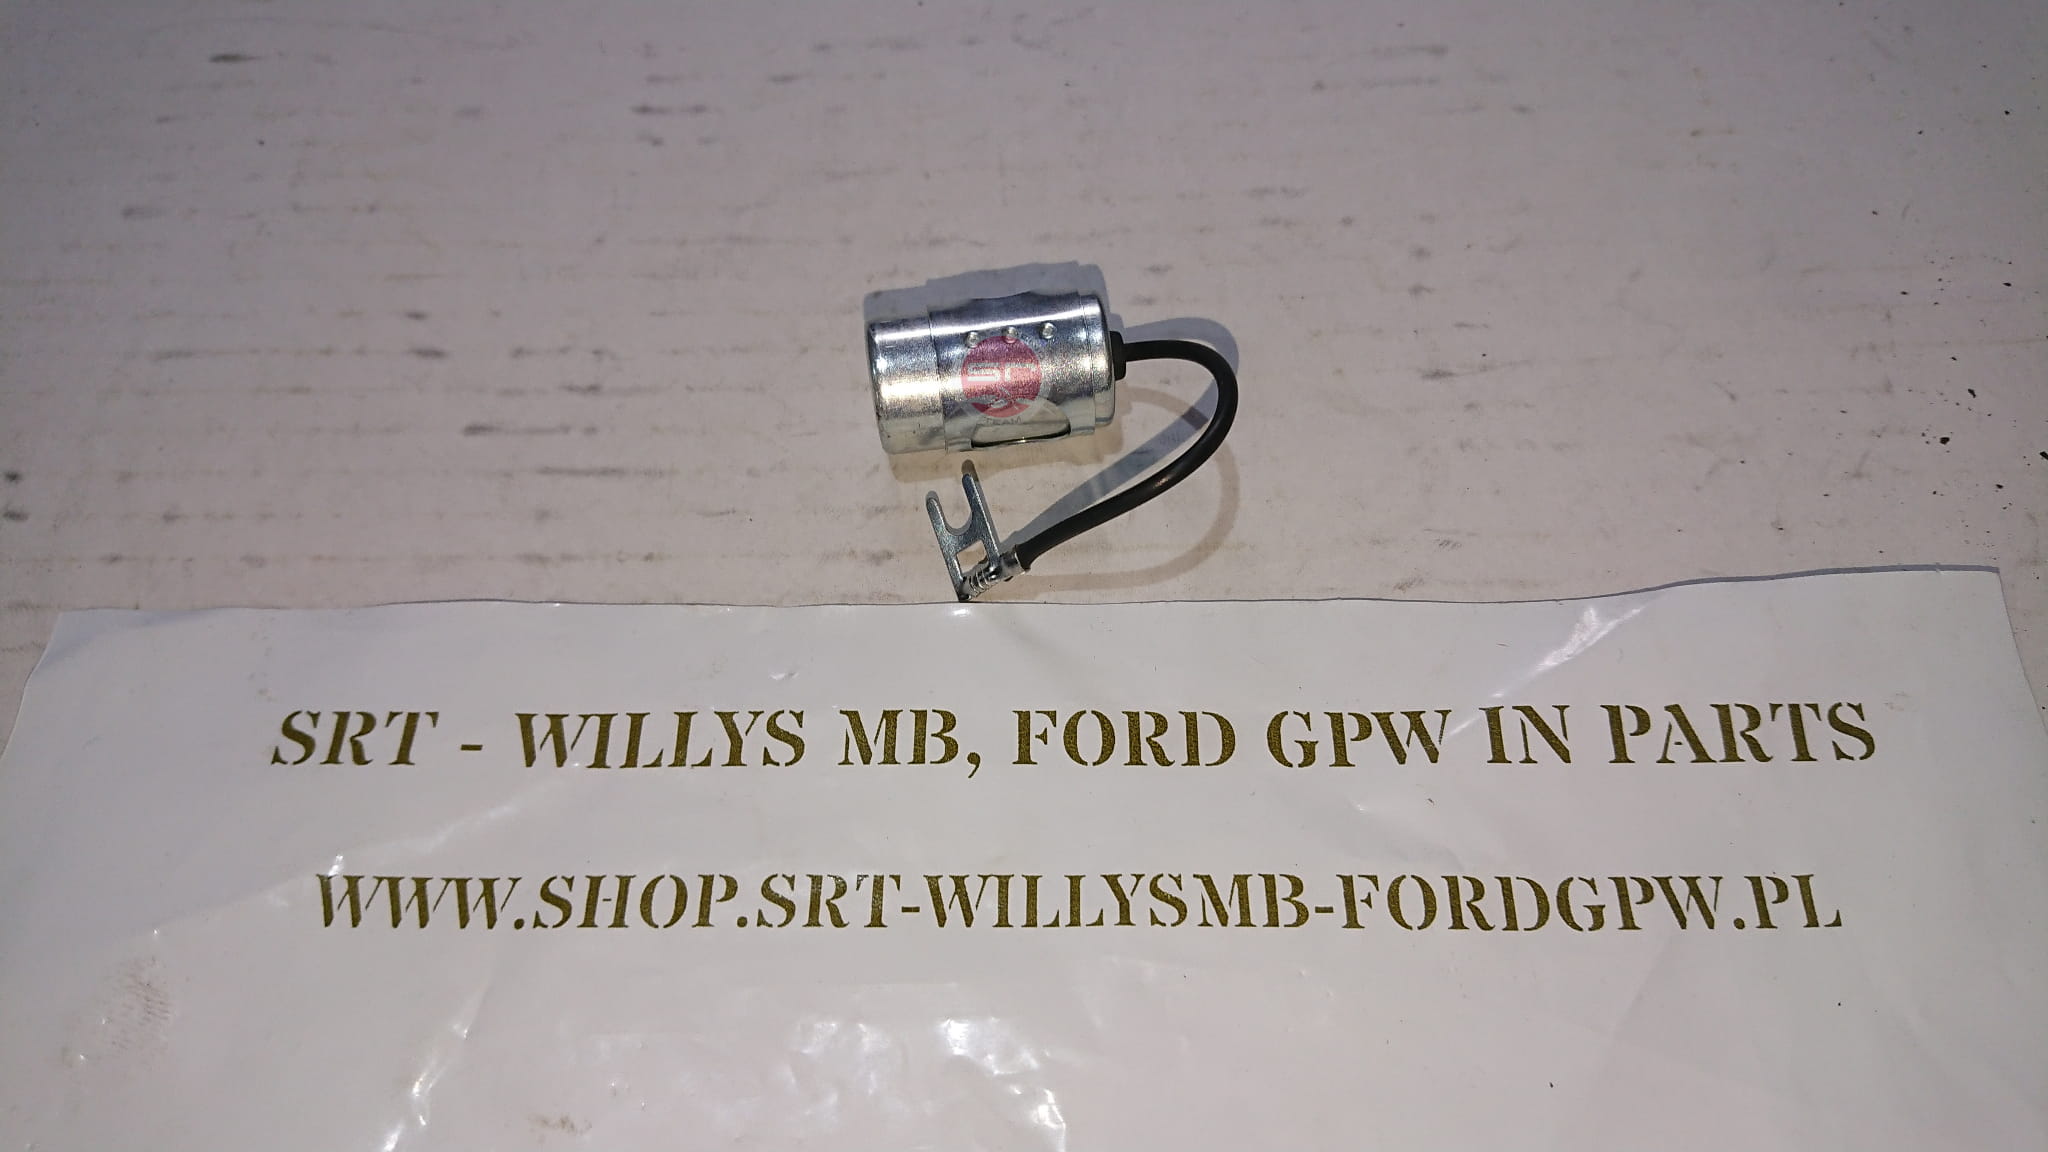 SRT - WILLYS MB, FORD GPW IN PARTS
WWW.SHOP.SRT-WILLYSMB-FORDGPW.PL